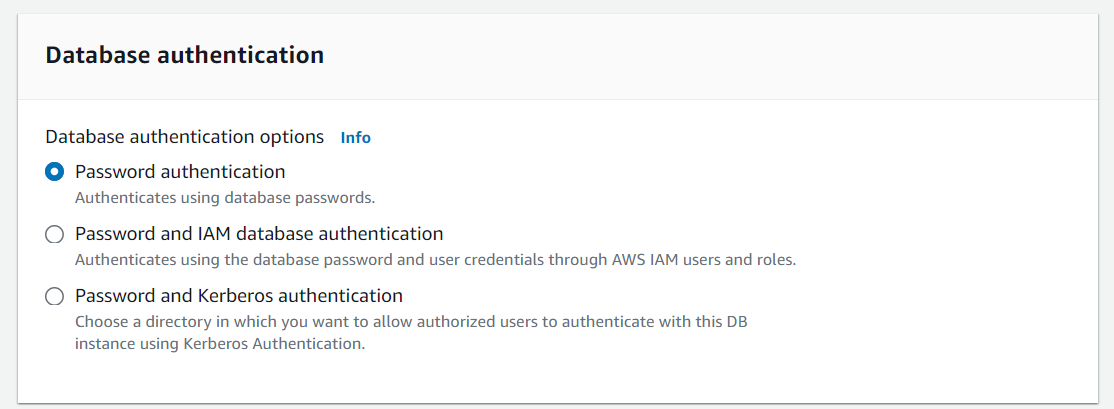 Database authentication
Database authentication options Info
Password authentication
Authenticates using database passwords.
Password and IAM database authentication
Authenticates using the database password and user credentials through AWS IAM users and roles.
Password and Kerberos authentication
Choose a directory in which you want to allow authorized users to authenticate with this DB
instance using Kerberos Authentication.